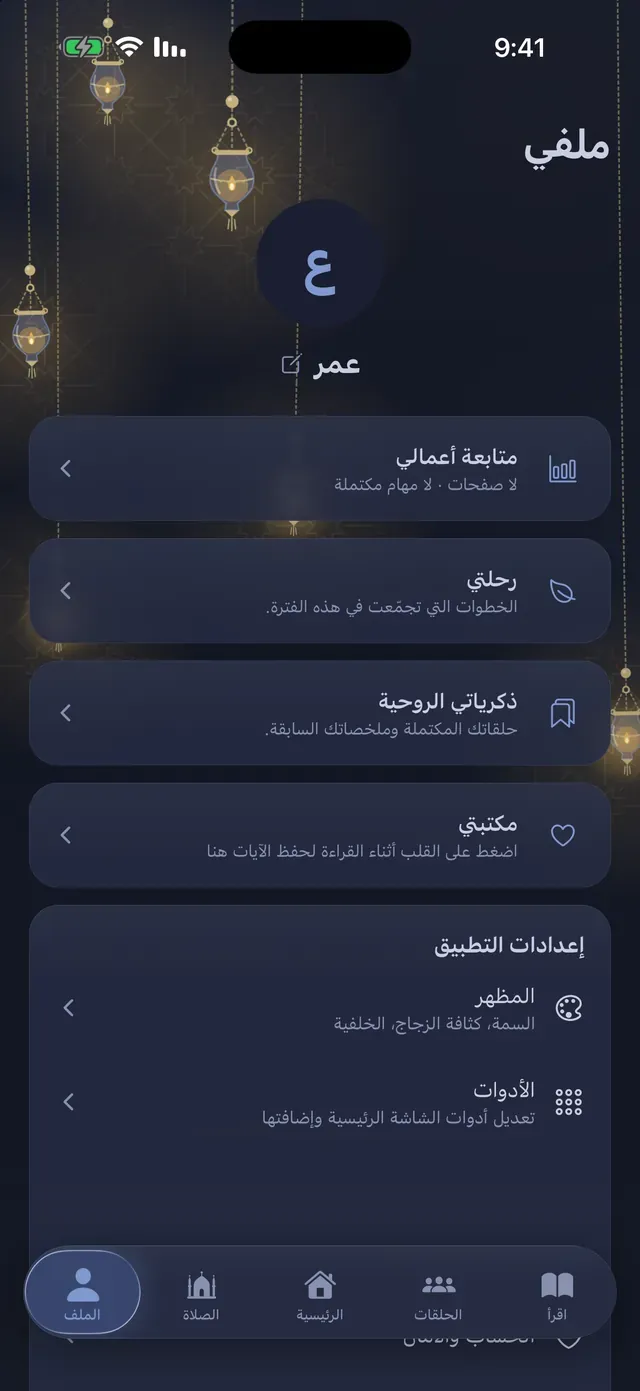 9:41
ملفي
ع
عمر
متابعة أعمالي
لا صفحات · لا مهام مكتملة
رحلتي
الخطوات التي تجمّعت في هذه الفترة.
ذكرياتي الروحية
حلقاتك المكتملة وملخصاتك السابقة.
مكتبتي
اضغط على القلب أثناء القراءة لحفظ الآيات هنا
إعدادات التطبيق
المظهر
السمة، كثافة الزجاج، الخلفية
الأدوات
تعديل أدوات الشاشة الرئيسية وإضافتها
اقرأ
الحلقات
الرئيسية
الصلاة
الملف